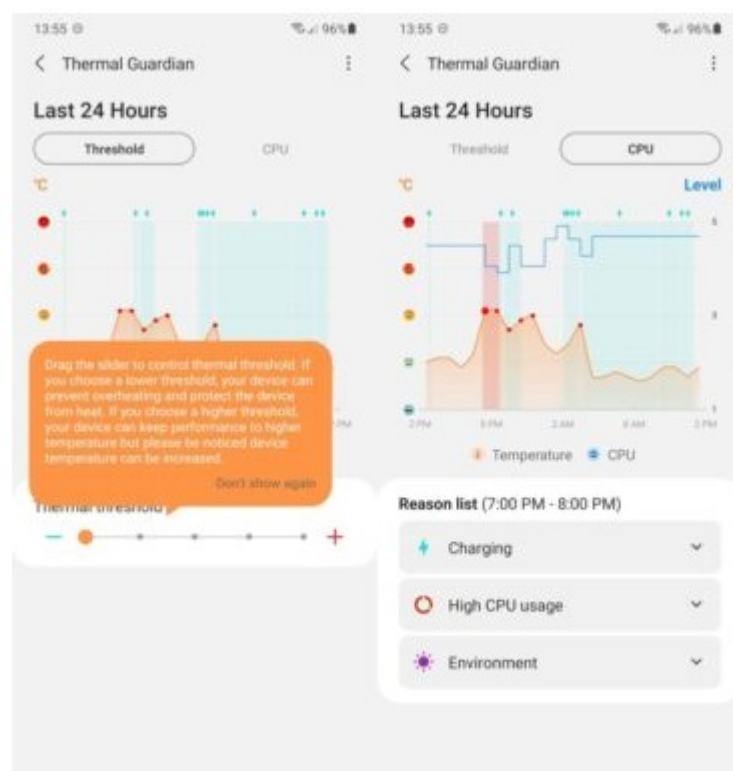 13:55
96%
Thermal Guardian
Last 24 Hours
Threshold
CPU
°C
PM
Drag the slider to control thermal threshold. If
you choose a lower threshold, your device can
prevent overheating and protect the device
from heat. If you choose a higher threshold,
your device can keep performance to higher
temperature but please be noticed device
temperature can be increased.
Don't show again
Thermal threshold
13:55
96%
Thermal Guardian
Last 24 Hours
Threshold
CPU
°C
Level
5
3
1
2 PM
8 PM
2 AM
8 AM
2 PM
Temperature
CPU
Reason list (7:00 PM - 8:00 PM)
Charging
High CPU usage
Environment